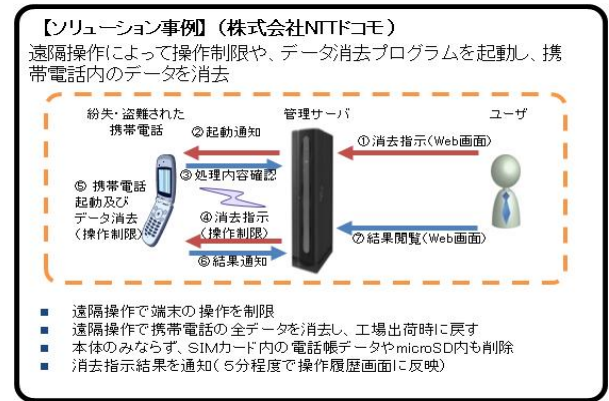 【ソリューション事例】（株式会社NTTドコモ）
遠隔操作によって操作制限や、データ消去プログラムを起動し、携
帯電話内のデータを消去
紛失・盗難された
携帯電話
管理サーバ
ユーザ
②起動通知
①消去指示(Web画面)
③処理内容確認
⑤ 携帯電話
起動及び
データ消去
（操作制限）
④消去指示
(操作制限)
⑦結果閲覧(Web画面)
⑥結果通知
■ 遠隔操作で端末の操作を制限
■ 遠隔操作で携帯電話の全データを消去し、工場出荷時に戻す
■ 本体のみならず、SIMカード内の電話帳データやmicroSD内も削除
■ 消去指示結果を通知(５分程度で操作履歴画面に反映)